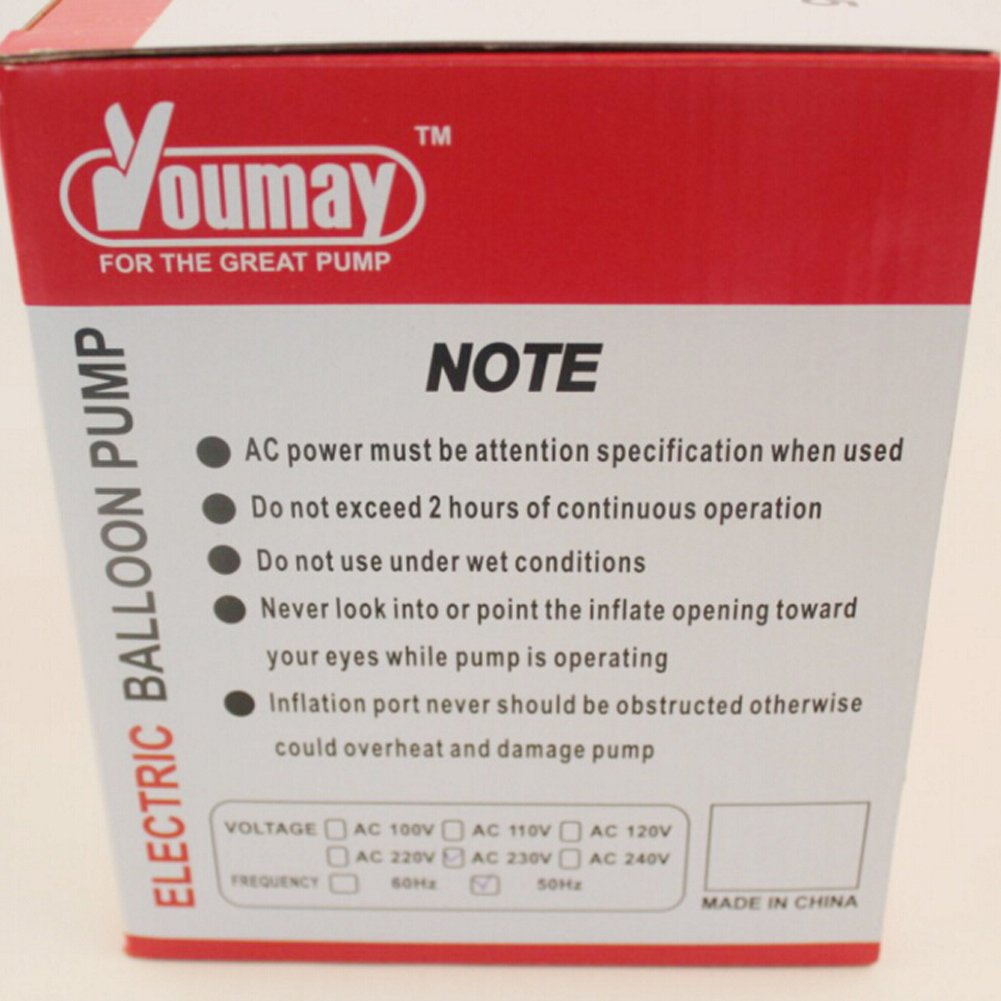 Youmay TM
FOR THE GREAT PUMP
ELECTRIC BALLOON PUMP
NOTE
AC power must be attention specification when used
Do not exceed 2 hours of continuous operation
Do not use under wet conditions
Never look into or point the inflate opening toward
your eyes while pump is operating
Inflation port never should be obstructed otherwise
could overheat and damage pump
VOLTAGE AC 100V AC 110V AC 120V
AC 220V AC 230V AC 240V
FREQUENCY 60Hz 50Hz
MADE IN CHINA